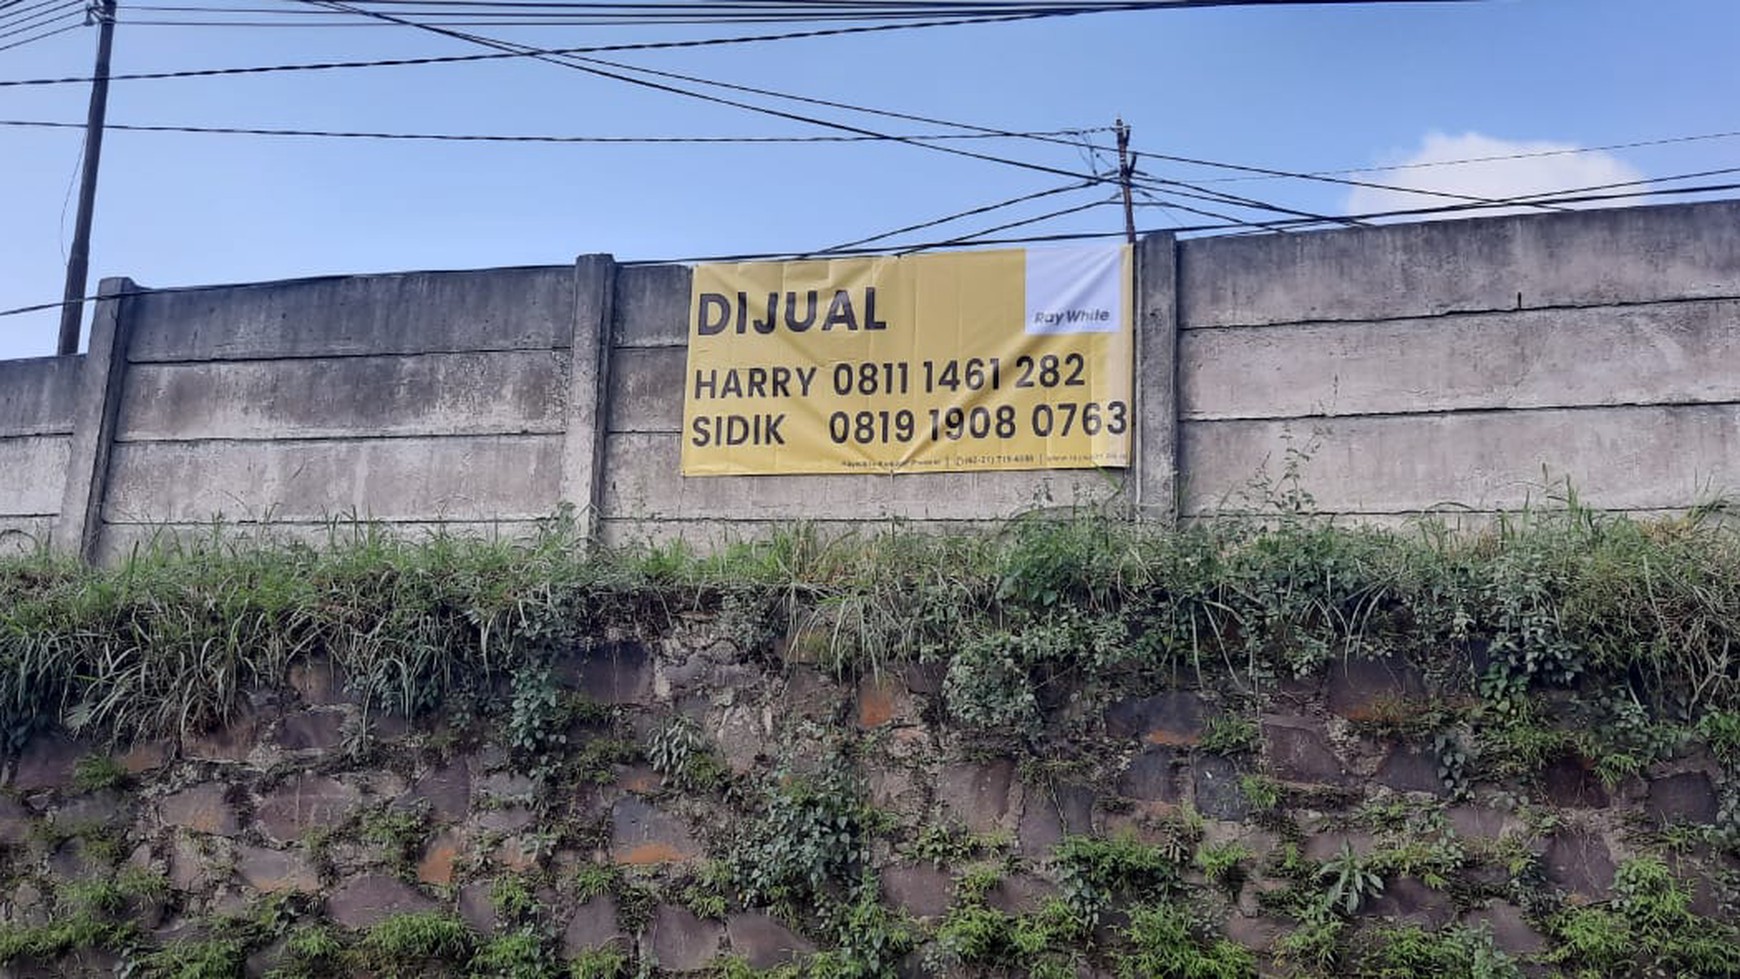 DIJUAL
Ray White
HARRY 0811 1461 282
SIDIK 0819 1908 0763